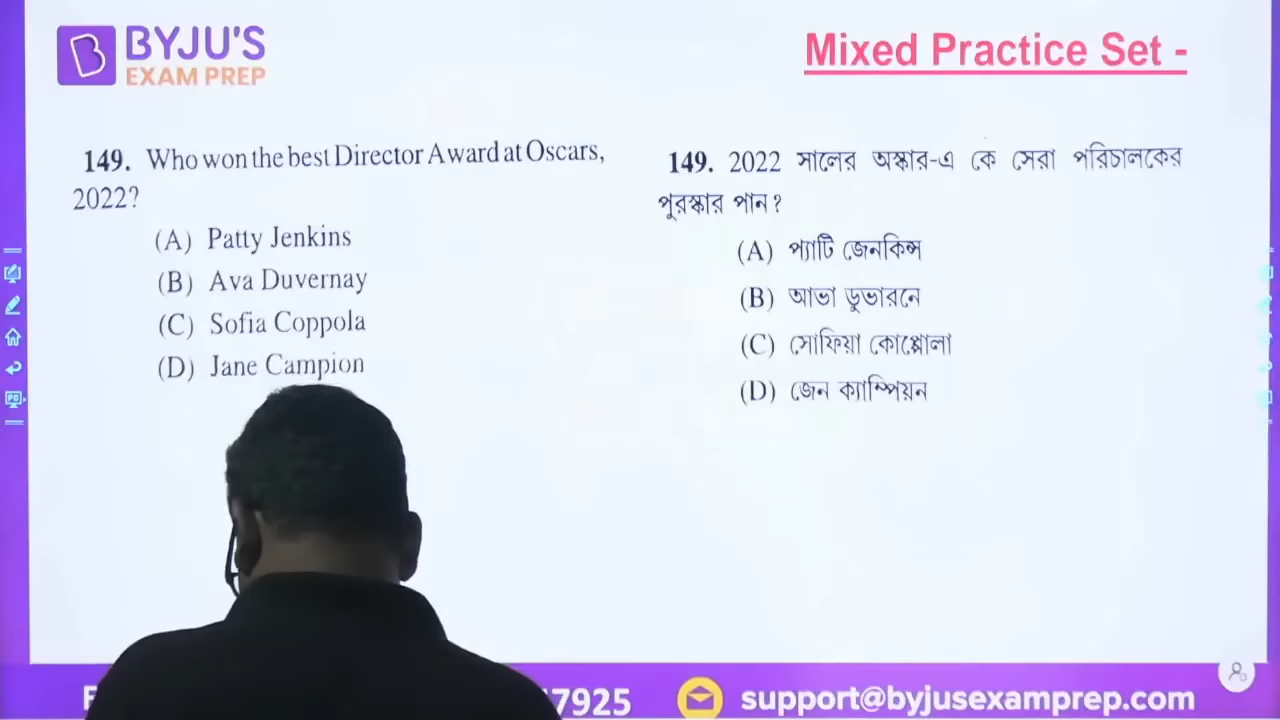 BYJU'S
EXAM PREP
Mixed Practice Set -
149. Who won the best Director Award at Oscars,
2022?
(A) Patty Jenkins
(B) Ava Duvernay
(C) Sofia Coppola
(D) Jane Campion
149. 2022 সালের অস্কার-এ কে সেরা পরিচালকের
পুরস্কার পান?
(A) প্যাটি জেনকিন্স
(B) আভা ডুভারনে
(C) সোফিয়া কোপ্পোলা
(D) জেন ক্যাম্পিয়ন
7925
support@byjusexamprep.com